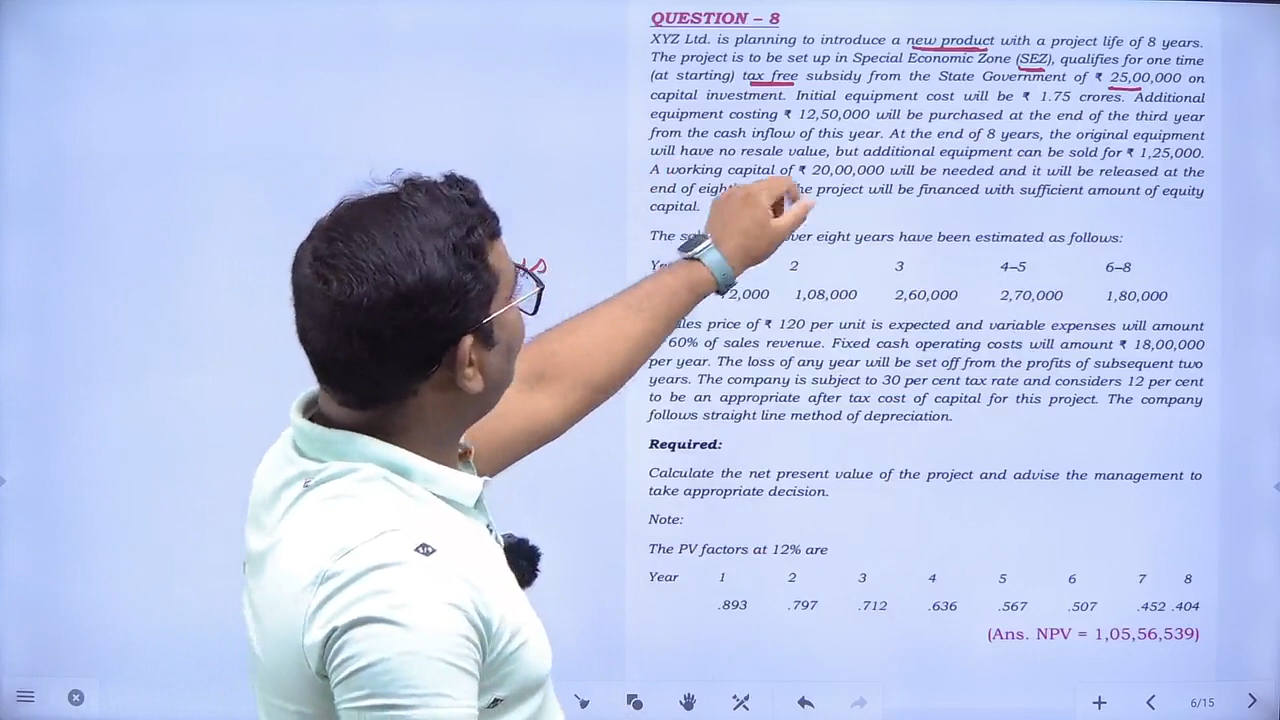 QUESTION – 8
XYZ Ltd. is planning to introduce a new product with a project life of 8 years.
The project is to be set up in Special Economic Zone (SEZ), qualifies for one time
(at starting) tax free subsidy from the State Government of ₹ 25,00,000 on
capital investment. Initial equipment cost will be ₹ 1.75 crores. Additional
equipment costing ₹ 12,50,000 will be purchased at the end of the third year
from the cash inflow of this year. At the end of 8 years, the original equipment
will have no resale value, but additional equipment can be sold for ₹ 1,25,000.
A working capital of ₹ 20,00,000 will be needed and it will be released at the
end of project will be financed with sufficient amount of equity
capital.
The over eight years have been estimated as follows:
2 3 4–5 6–8
1,08,000 2,60,000 2,70,000 1,80,000
price of ₹ 120 per unit is expected and variable expenses will amount
60% of sales revenue. Fixed cash operating costs will amount ₹ 18,00,000
per year. The loss of any year will be set off from the profits of subsequent two
years. The company is subject to 30 per cent tax rate and considers 12 per cent
to be an appropriate after tax cost of capital for this project. The company
follows straight line method of depreciation.
Required:
Calculate the net present value of the project and advise the management to
take appropriate decision.
Note:
The PV factors at 12% are
Year 1 2 3 4 5 6 7 8
.893 .797 .712 .636 .567 .507 .452 .404
(Ans. NPV = 1,05,56,539)
6/15